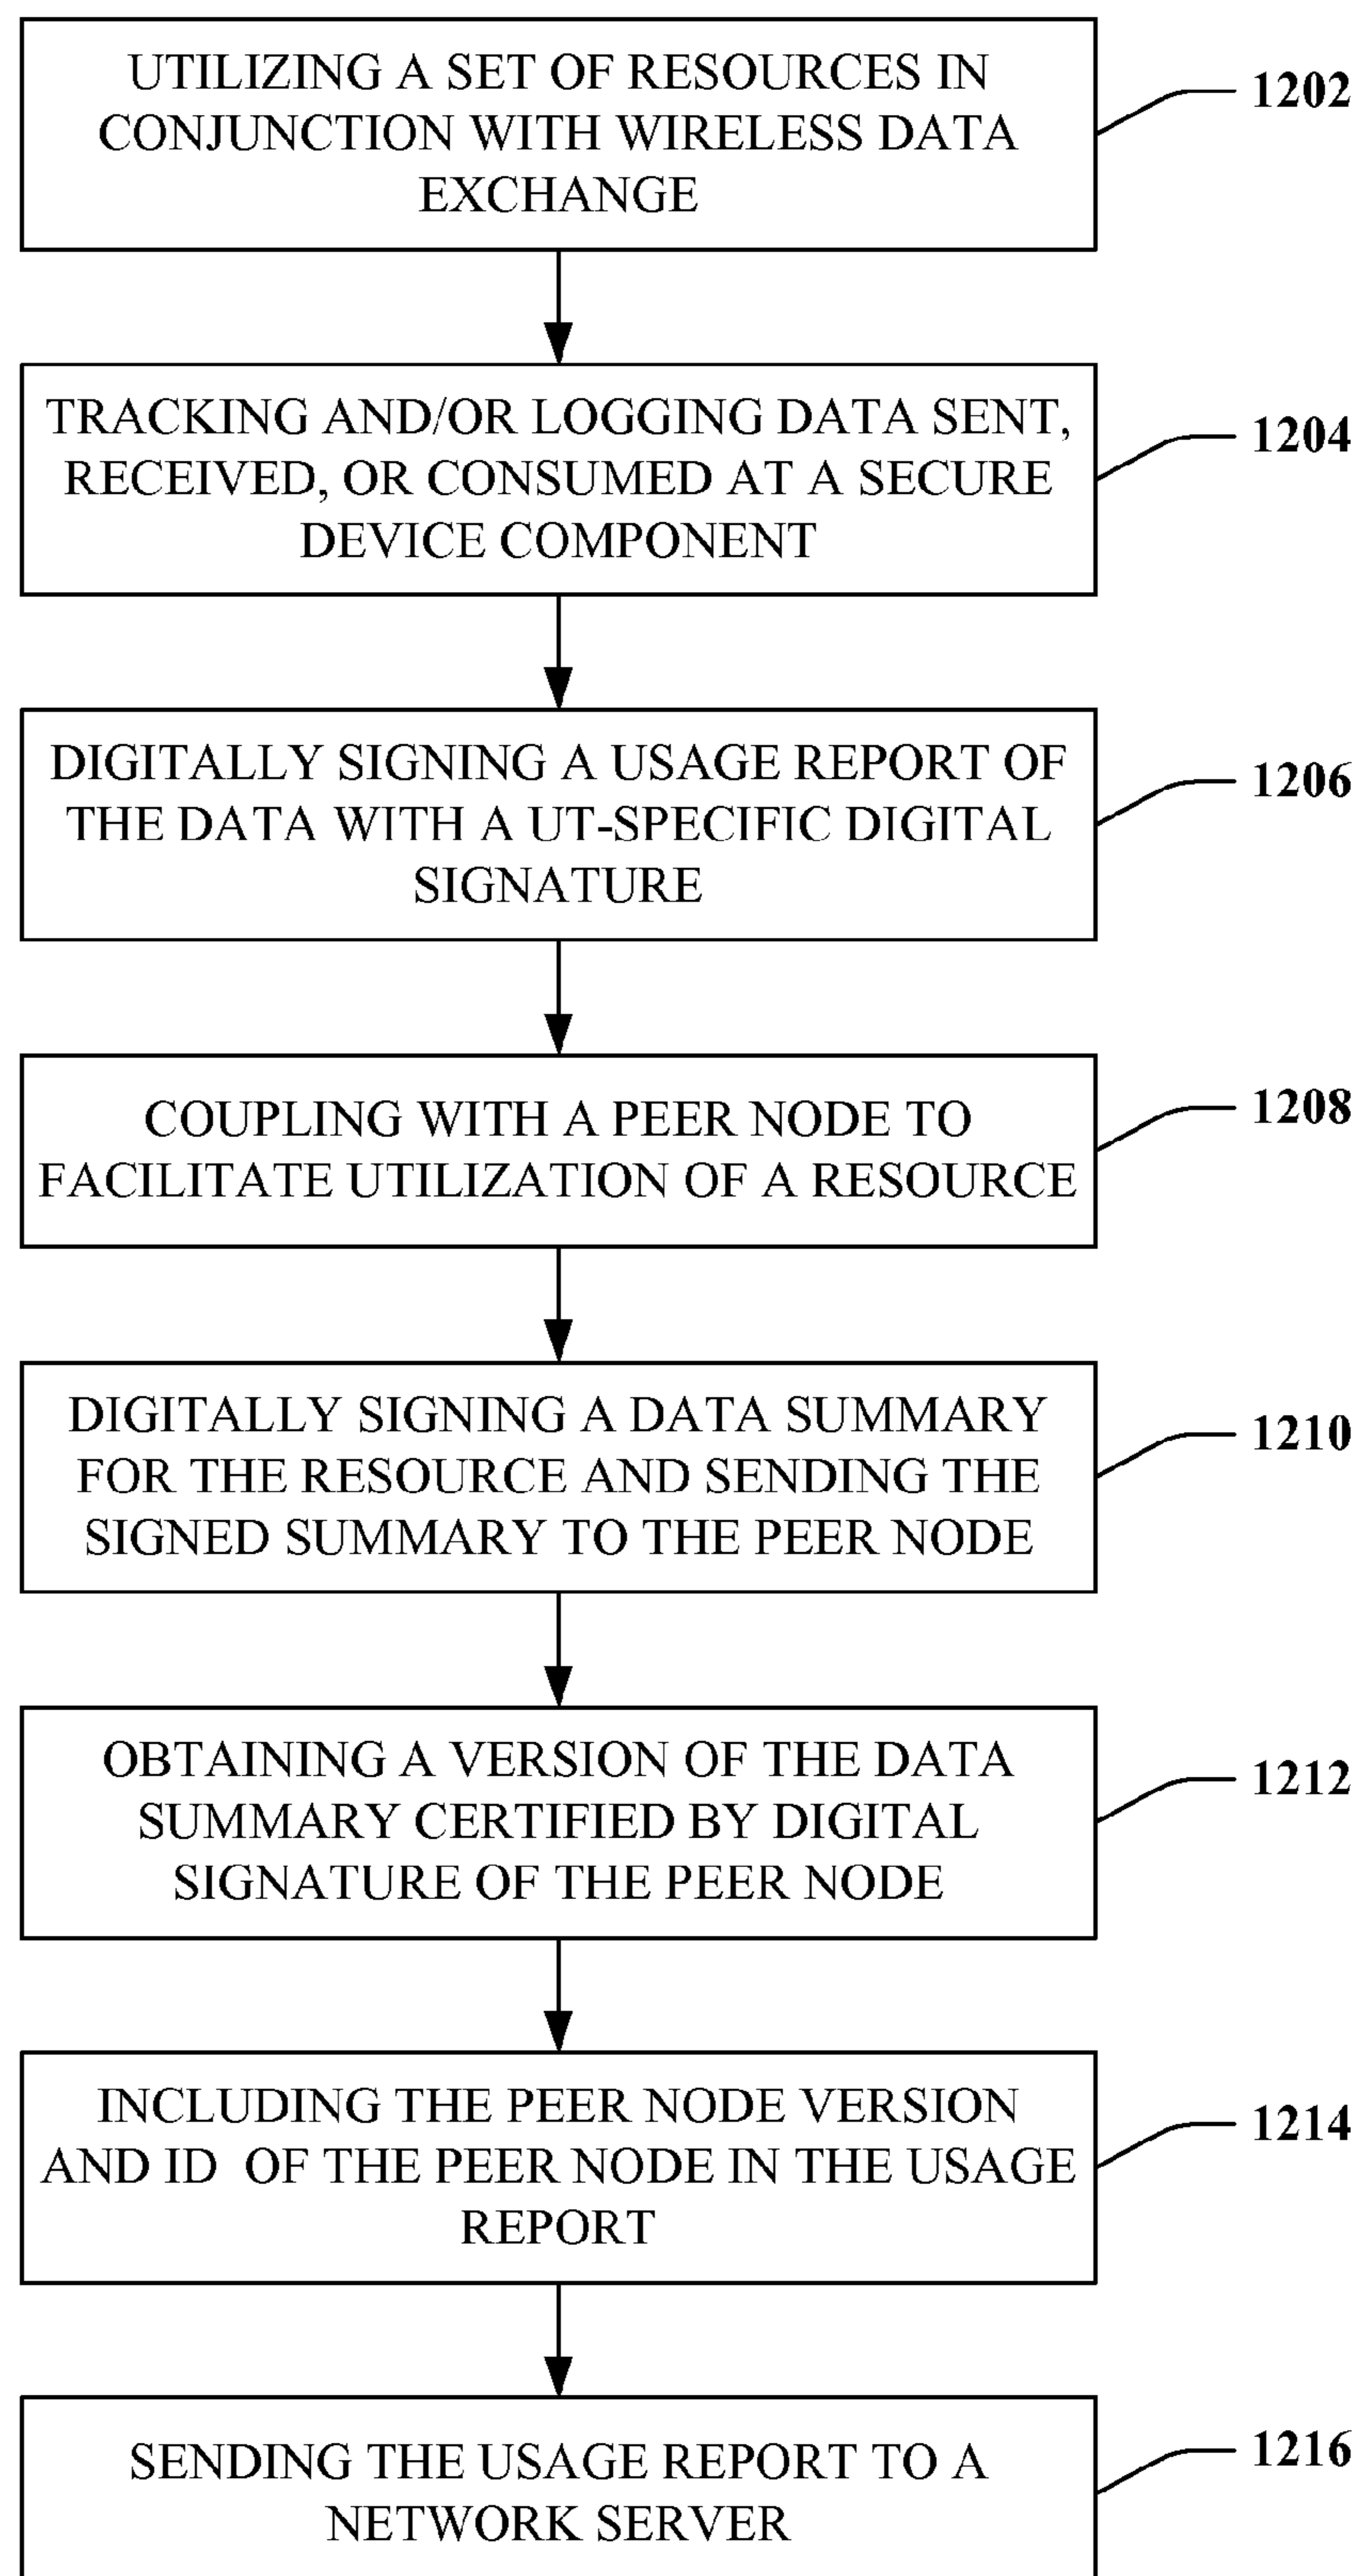 UTILIZING A SET OF RESOURCES IN
CONJUNCTION WITH WIRELESS DATA
EXCHANGE
1202
TRACKING AND/OR LOGGING DATA SENT,
RECEIVED, OR CONSUMED AT A SECURE
DEVICE COMPONENT
1204
DIGITALLY SIGNING A USAGE REPORT OF
THE DATA WITH A UT-SPECIFIC DIGITAL
SIGNATURE
1206
COUPLING WITH A PEER NODE TO
FACILITATE UTILIZATION OF A RESOURCE
1208
DIGITALLY SIGNING A DATA SUMMARY
FOR THE RESOURCE AND SENDING THE
SIGNED SUMMARY TO THE PEER NODE
1210
OBTAINING A VERSION OF THE DATA
SUMMARY CERTIFIED BY DIGITAL
SIGNATURE OF THE PEER NODE
1212
INCLUDING THE PEER NODE VERSION
AND ID OF THE PEER NODE IN THE USAGE
REPORT
1214
SENDING THE USAGE REPORT TO A
NETWORK SERVER
1216